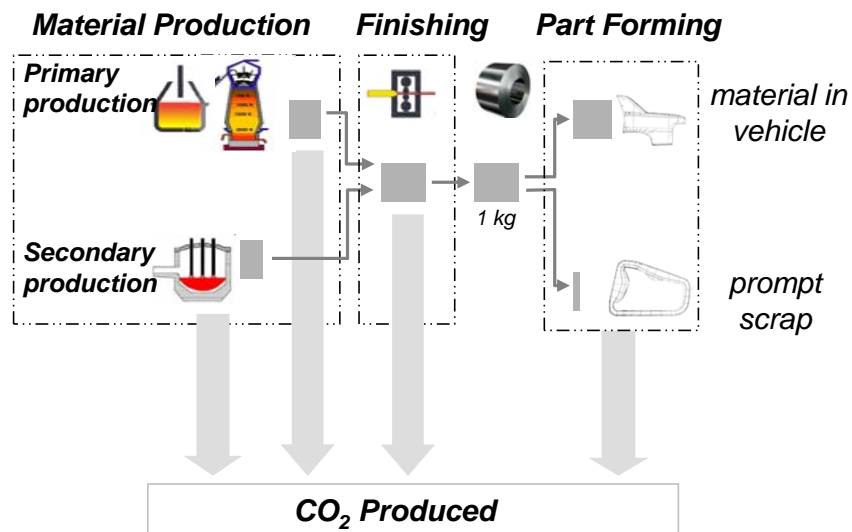 Material Production
Finishing
Part Forming
Primary
production
material in
vehicle
1 kg
Secondary
production
prompt
scrap
CO₂ Produced